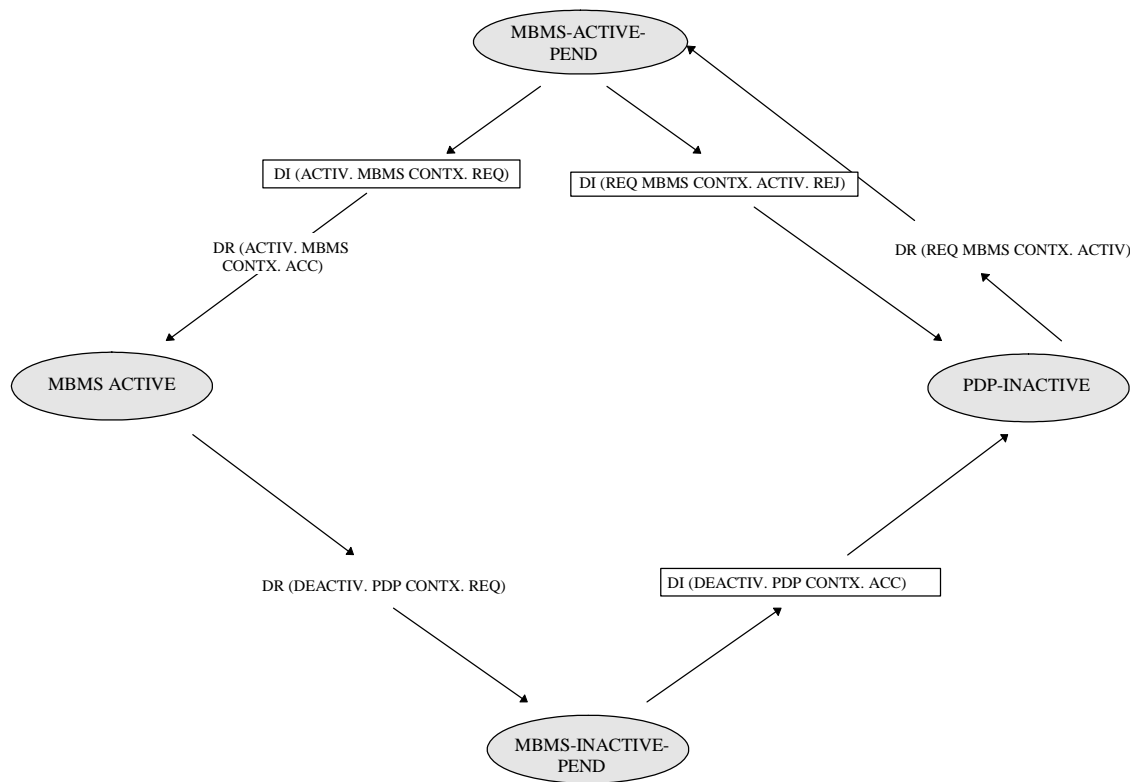 MBMS-ACTIVE-
PEND
DI (ACTIV. MBMS CONTX. REQ)
DI (REQ MBMS CONTX. ACTIV. REJ)
DR (ACTIV. MBMS
CONTX. ACC)
DR (REQ MBMS CONTX. ACTIV)
MBMS ACTIVE
PDP-INACTIVE
DR (DEACTIV. PDP CONTX. REQ)
DI (DEACTIV. PDP CONTX. ACC)
MBMS-INACTIVE-
PEND